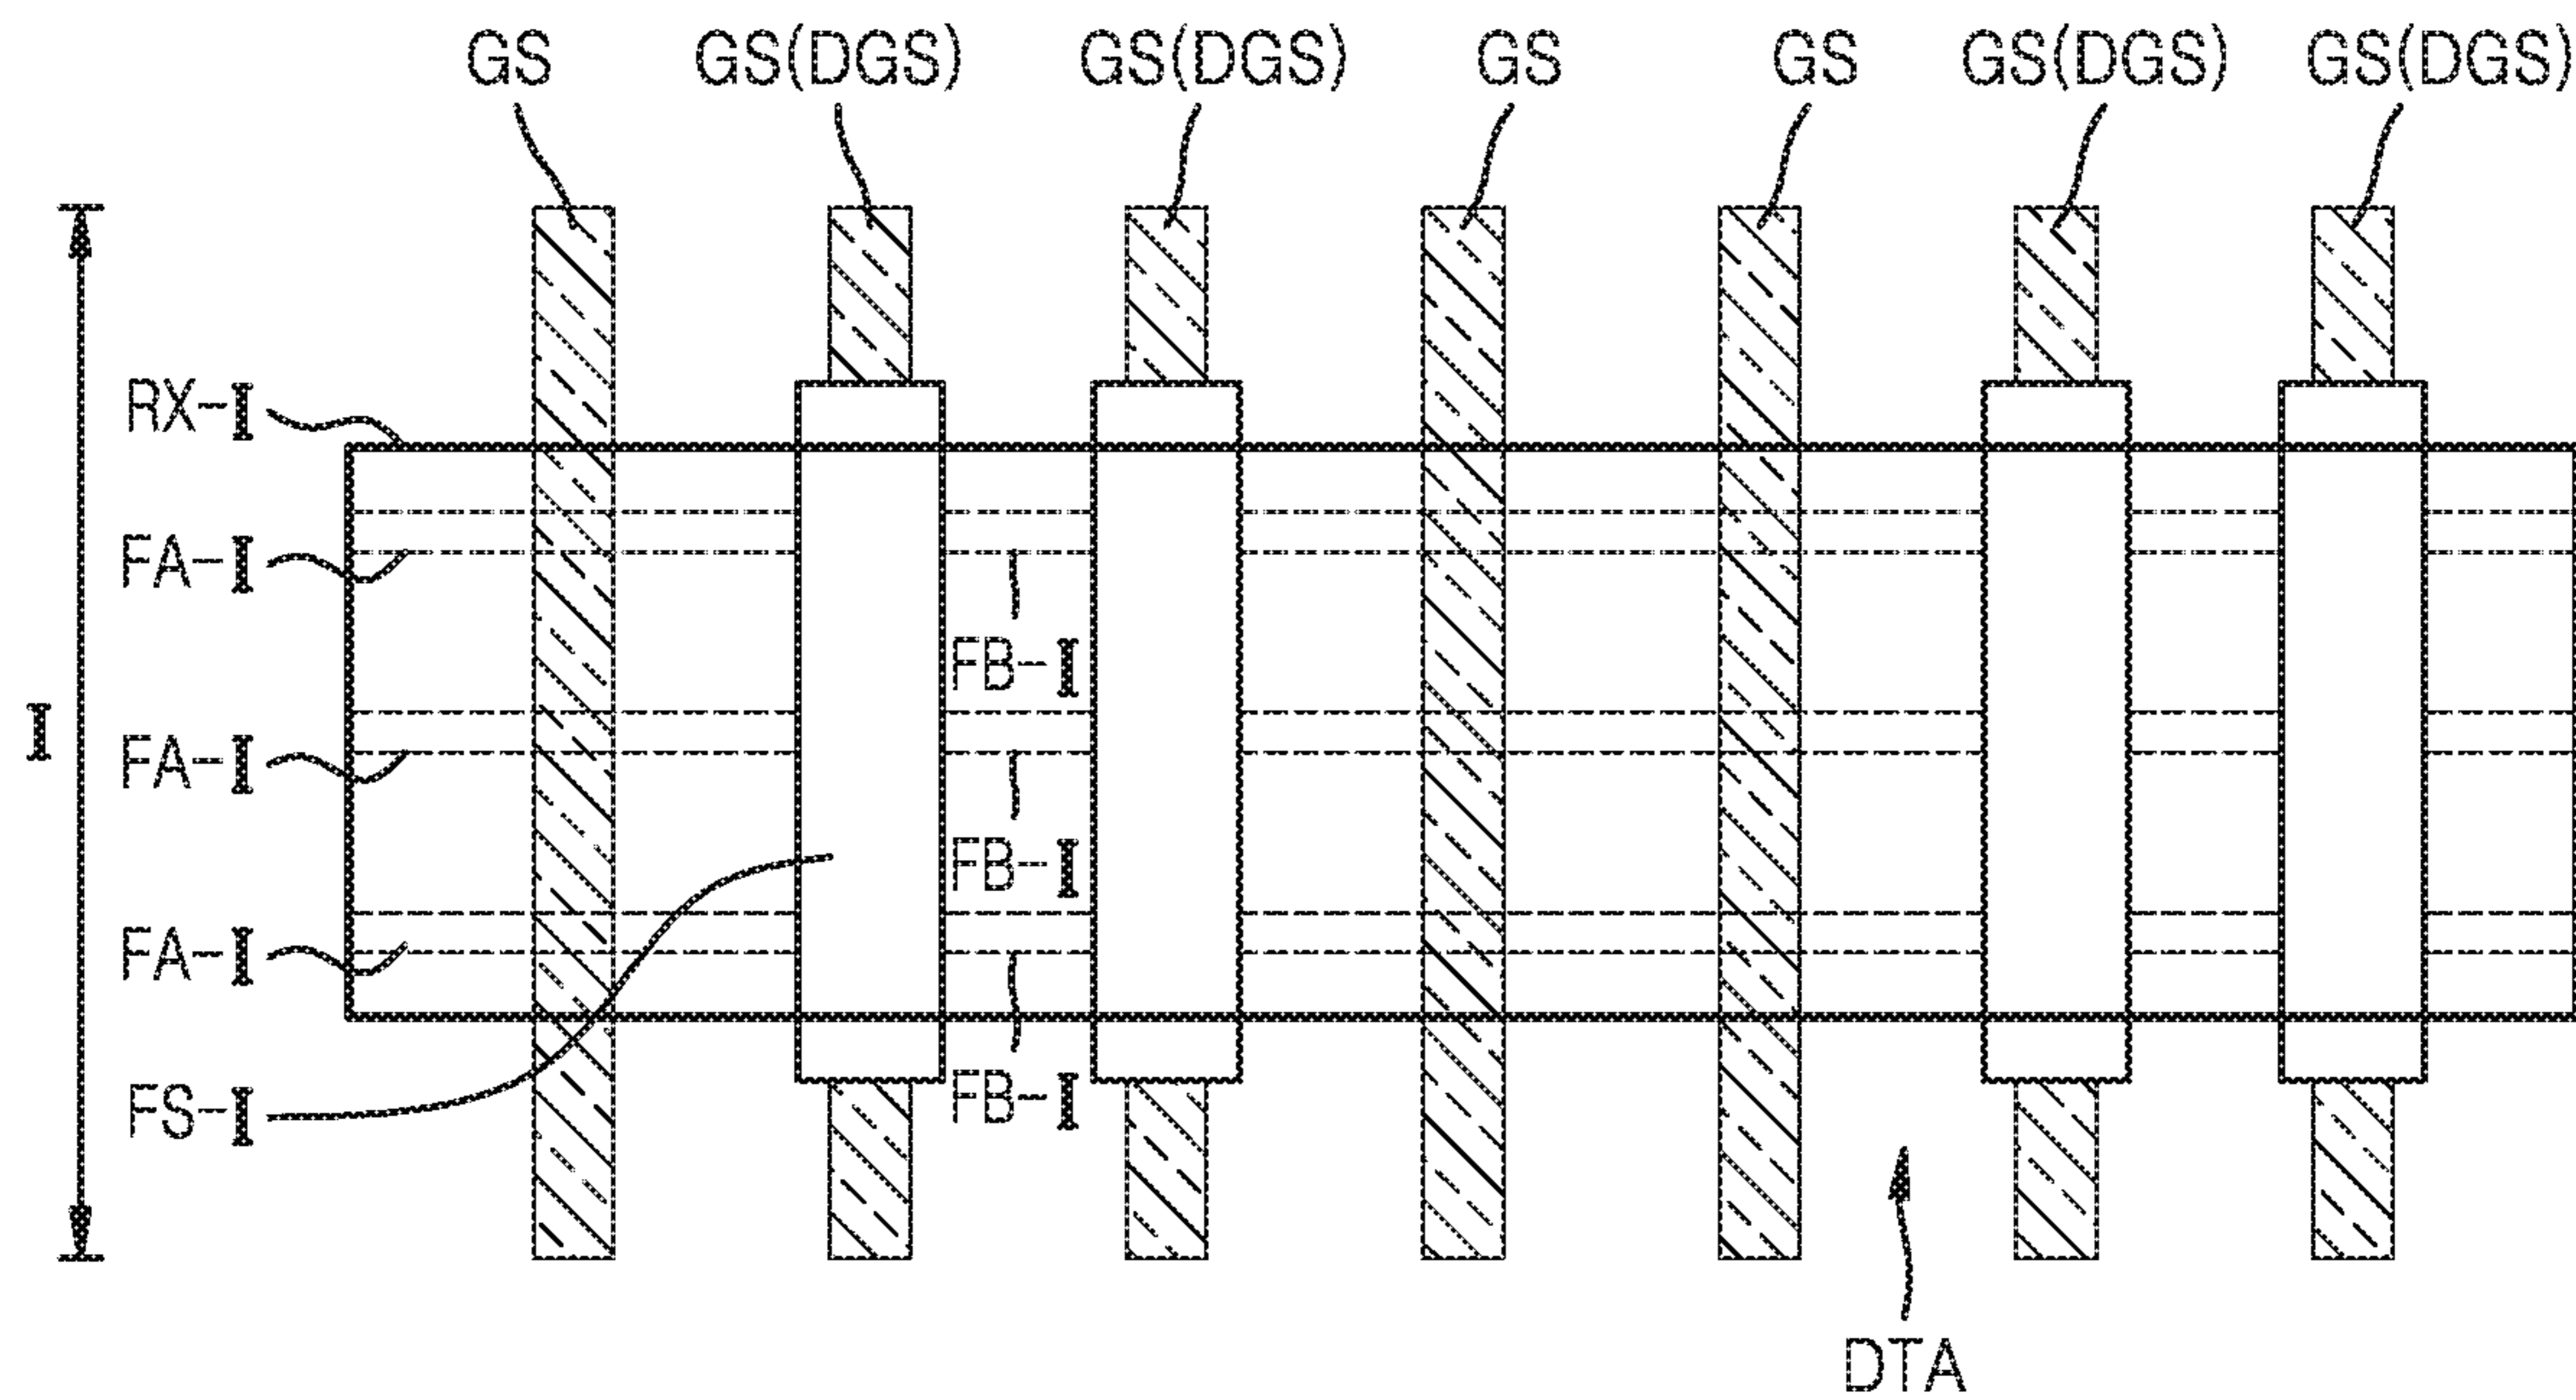 GS GS(DGS) GS(DGS) GS GS GS(DGS) GS(DGS)
RX-I
FA-I
FB-I
I
FA-I
FB-I
FA-I
FB-I
FS-I
DTA